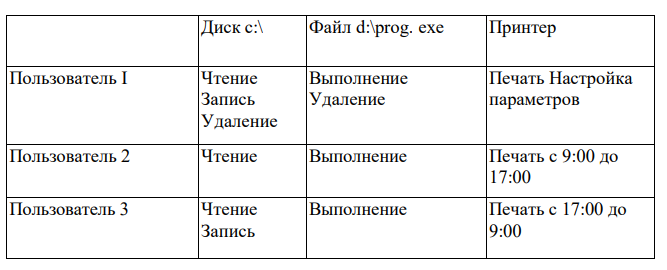 Диск c:\ Файл d:\prog. exe Принтер
Пользователь I Чтение Выполнение Печать Настройка
Запись Удаление параметров
Удаление
Пользователь 2 Чтение Выполнение Печать с 9:00 до
17:00
Пользователь 3 Чтение Выполнение Печать с 17:00 до
Запись 9:00